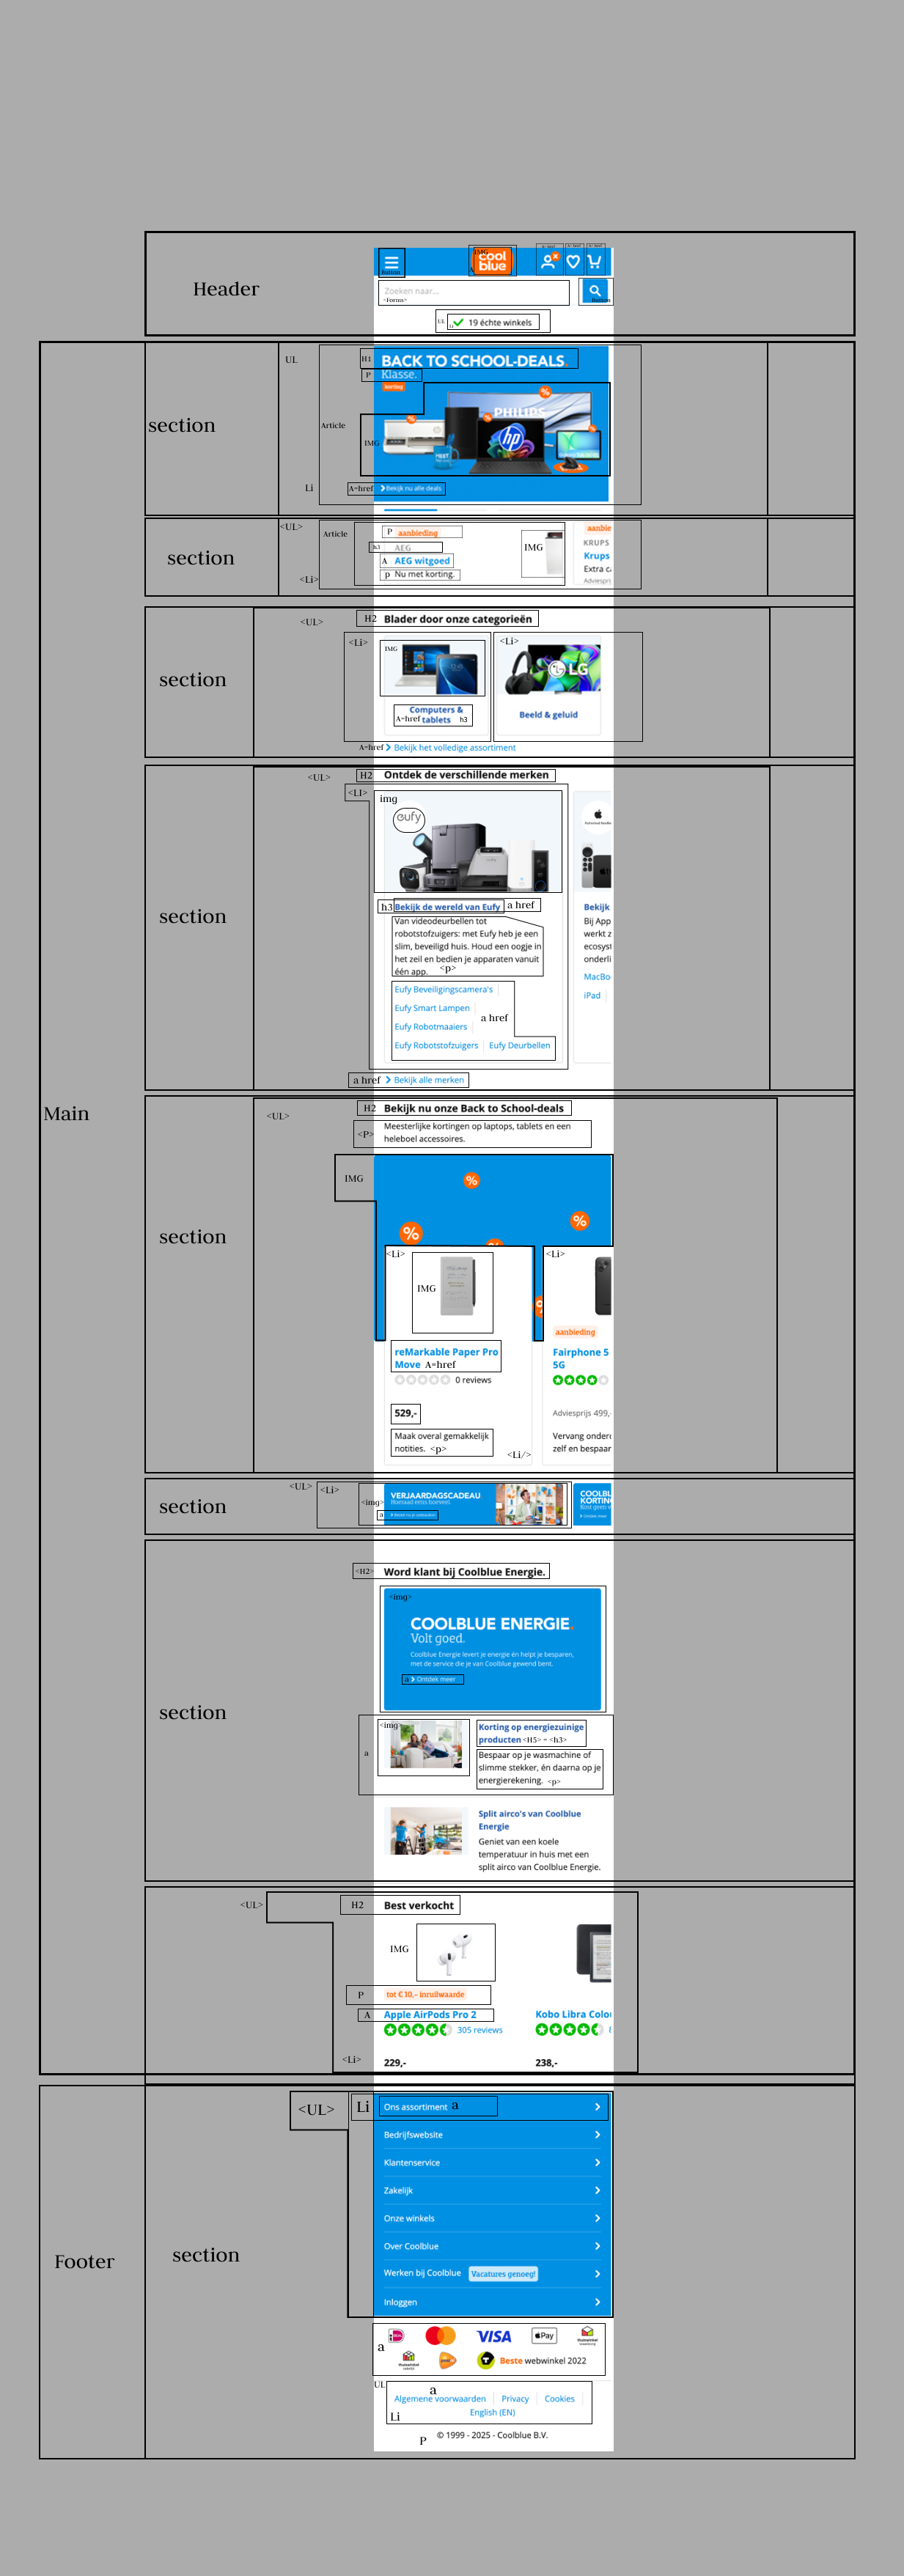 Header
Button
IMG
cool
blue
A
A- href
A- href
A- href
Zoeken naar...
<Forms>
Button
UL
Li
19 échte winkels
Main
section
UL
Article
Li
H1
BACK TO SCHOOL-DEALS.
P
Klasse.
korting
PHILIPS
hp
MEET
IMG
A=href
Bekijk nu alle deals
section
<UL>
Article
<Li>
P
aanbieding
h3
AEG
A
AEG witgoed
p
Nu met korting.
IMG
aanbie
KRUPS
Krups
Extra c
Adviespri
section
<UL>
H2
Blader door onze categorieën
<Li>
IMG
<Li>
LG
Computers &
A=href
tablets
h3
Beeld & geluid
A=href
Bekijk het volledige assortiment
section
<UL>
H2
Ontdek de verschillende merken
<LI>
img
eufy
h3
Bekijk de wereld van Eufy
a href
Van videodeurbellen tot
robotstofzuigers: met Eufy heb je een
slim, beveiligd huis. Houd een oogje in
het zeil en bedien je apparaten vanuit
één app.
<p>
Eufy Beveiligingscamera's
Eufy Smart Lampen
a href
Eufy Robotmaaiers
Eufy Robotstofzuigers
Eufy Deurbellen
Bekijk
Bij App
werkt z
ecosyst
onderli
MacBo
iPad
a href
Bekijk alle merken
section
<UL>
H2
Bekijk nu onze Back to School-deals
<P>
Meesterlijke kortingen op laptops, tablets en een
heleboel accessoires.
IMG
%
%
%
<Li>
IMG
reMarkable Paper Pro
Move
A=href
0 reviews
529,-
Maak overal gemakkelijk
notities.
<p>
<Li/>
<Li>
aanbieding
Fairphone 5
5G
Adviesprijs 499,-
Vervang onderd
zelf en bespaar
section
<UL>
<Li>
<img>
VERJAARDAGSCADEAU
Hoeraad eens hoeveel.
a
COOLBL
KORTIN
section
<H2>
Word klant bij Coolblue Energie.
<img>
COOLBLUE ENERGIE.
Volt goed.
Coolblue Energie levert je energie én helpt je besparen,
met de service die je van Coolblue gewend bent.
a
Ontdek meer
a
<img>
Korting op energiezuinige
producten
<H5> - <h3>
Bespaar op je wasmachine of
slimme stekker, én daarna op je
energierekening.
<p>
Split airco's van Coolblue
Energie
Geniet van een koele
temperatuur in huis met een
split airco van Coolblue Energie.
<UL>
H2
Best verkocht
IMG
P
tot € 10,- inruilwaarde
A
Apple AirPods Pro 2
305 reviews
<Li>
229,-
Kobo Libra Colou
238,-
Footer
section
<UL>
Li
Ons assortiment
a
Bedrijfswebsite
Klantenservice
Zakelijk
Onze winkels
Over Coolblue
Werken bij Coolblue
Vacatures genoeg!
Inloggen
a
iDEAL
VISA
Pay
Beste webwinkel 2022
UL
a
Algemene voorwaarden
Privacy
Cookies
Li
English (EN)
P
© 1999 - 2025 - Coolblue B.V.